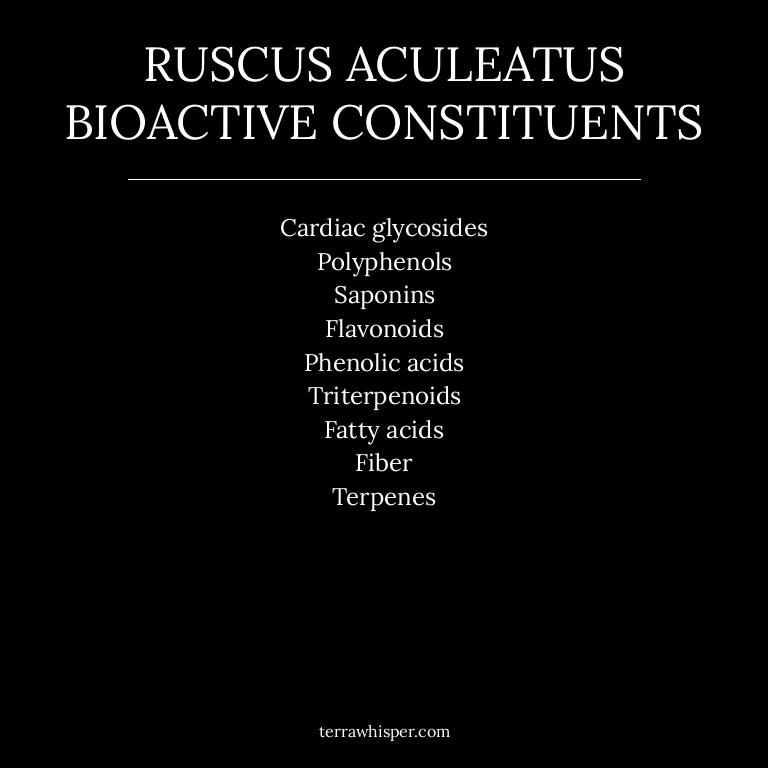 RUSCUS ACULEATUS
BIOACTIVE CONSTITUENTS
Cardiac glycosides
Polyphenols
Saponins
Flavonoids
Phenolic acids
Triterpenoids
Fatty acids
Fiber
Terpenes
terrawhisper.com